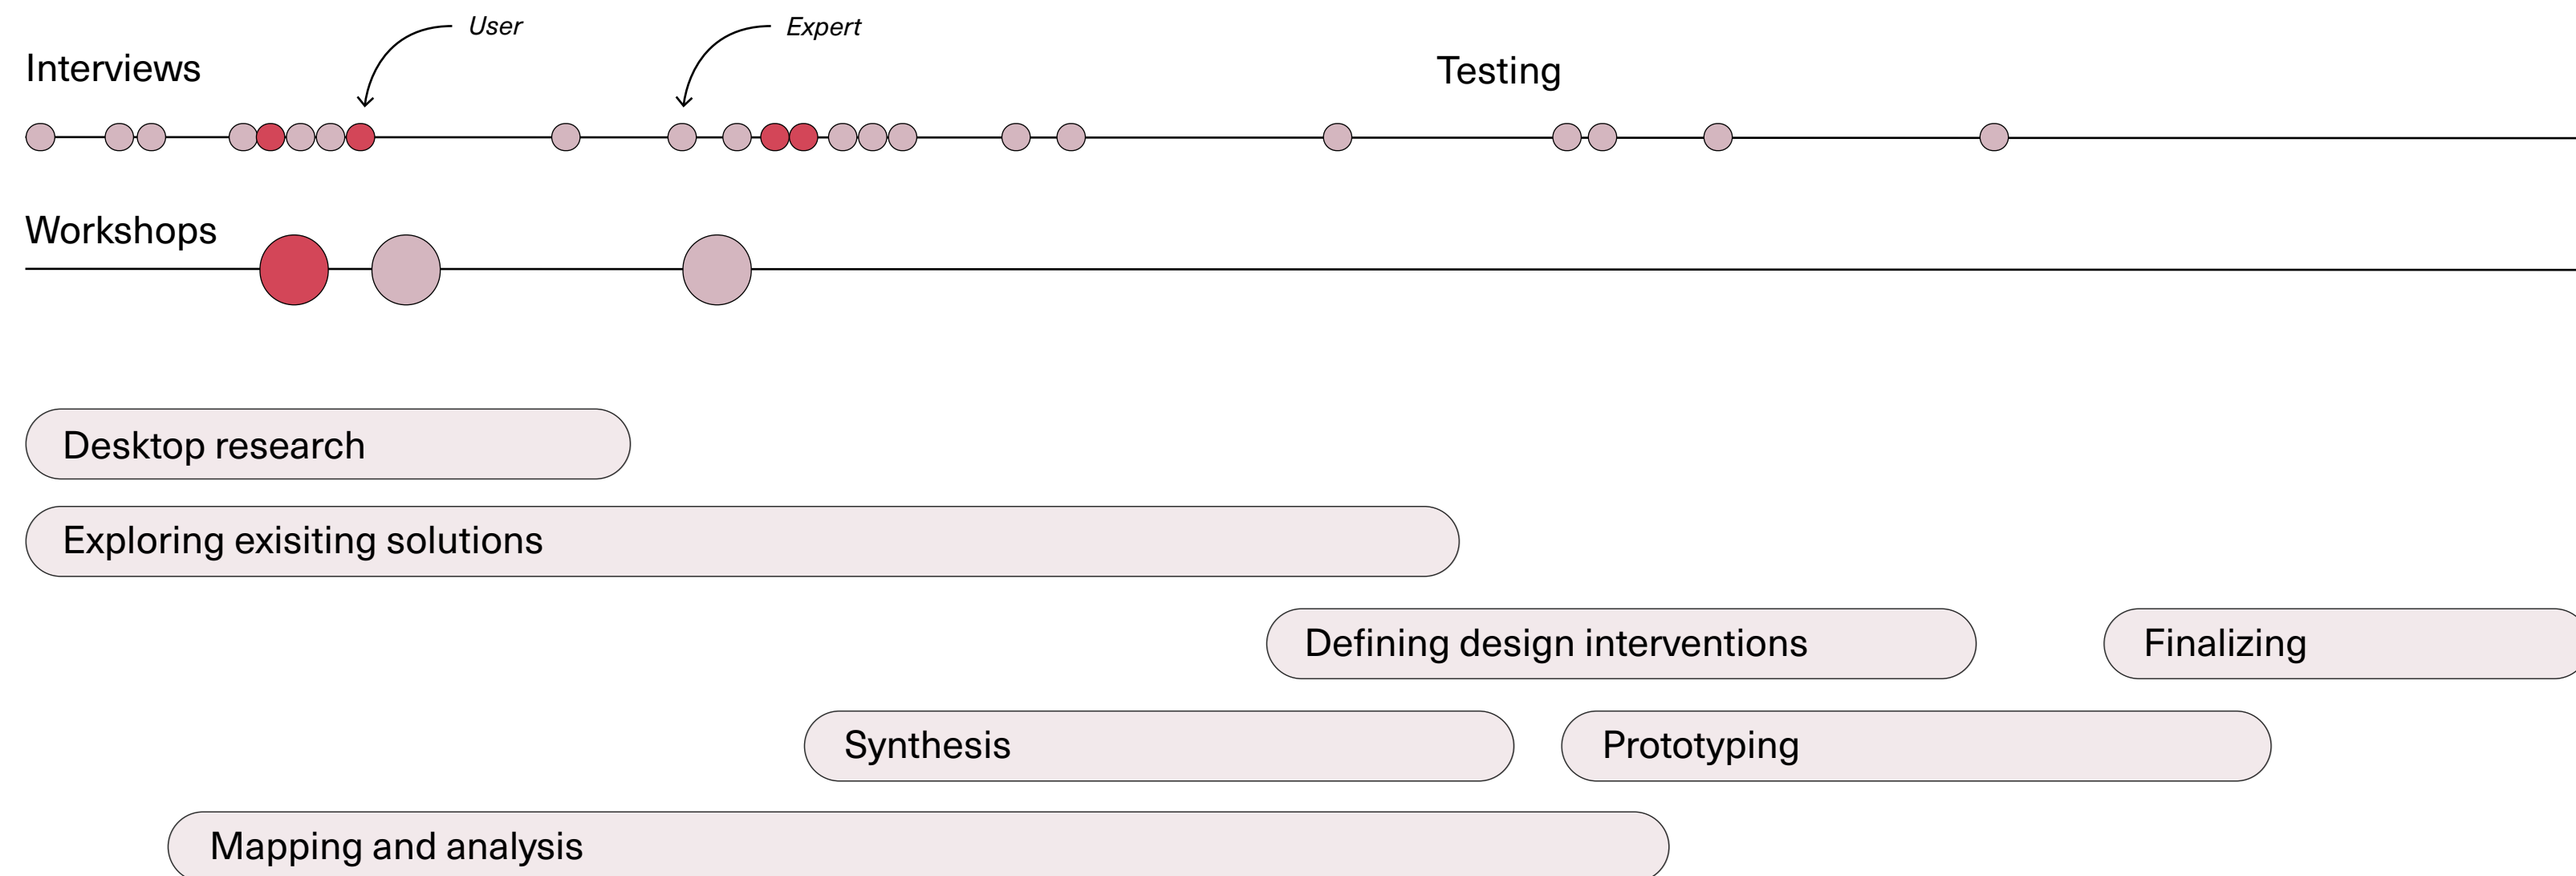 User
Expert
Interviews
Testing
Workshops
Desktop research
Exploring exisiting solutions
Defining design interventions
Finalizing
Synthesis
Prototyping
Mapping and analysis